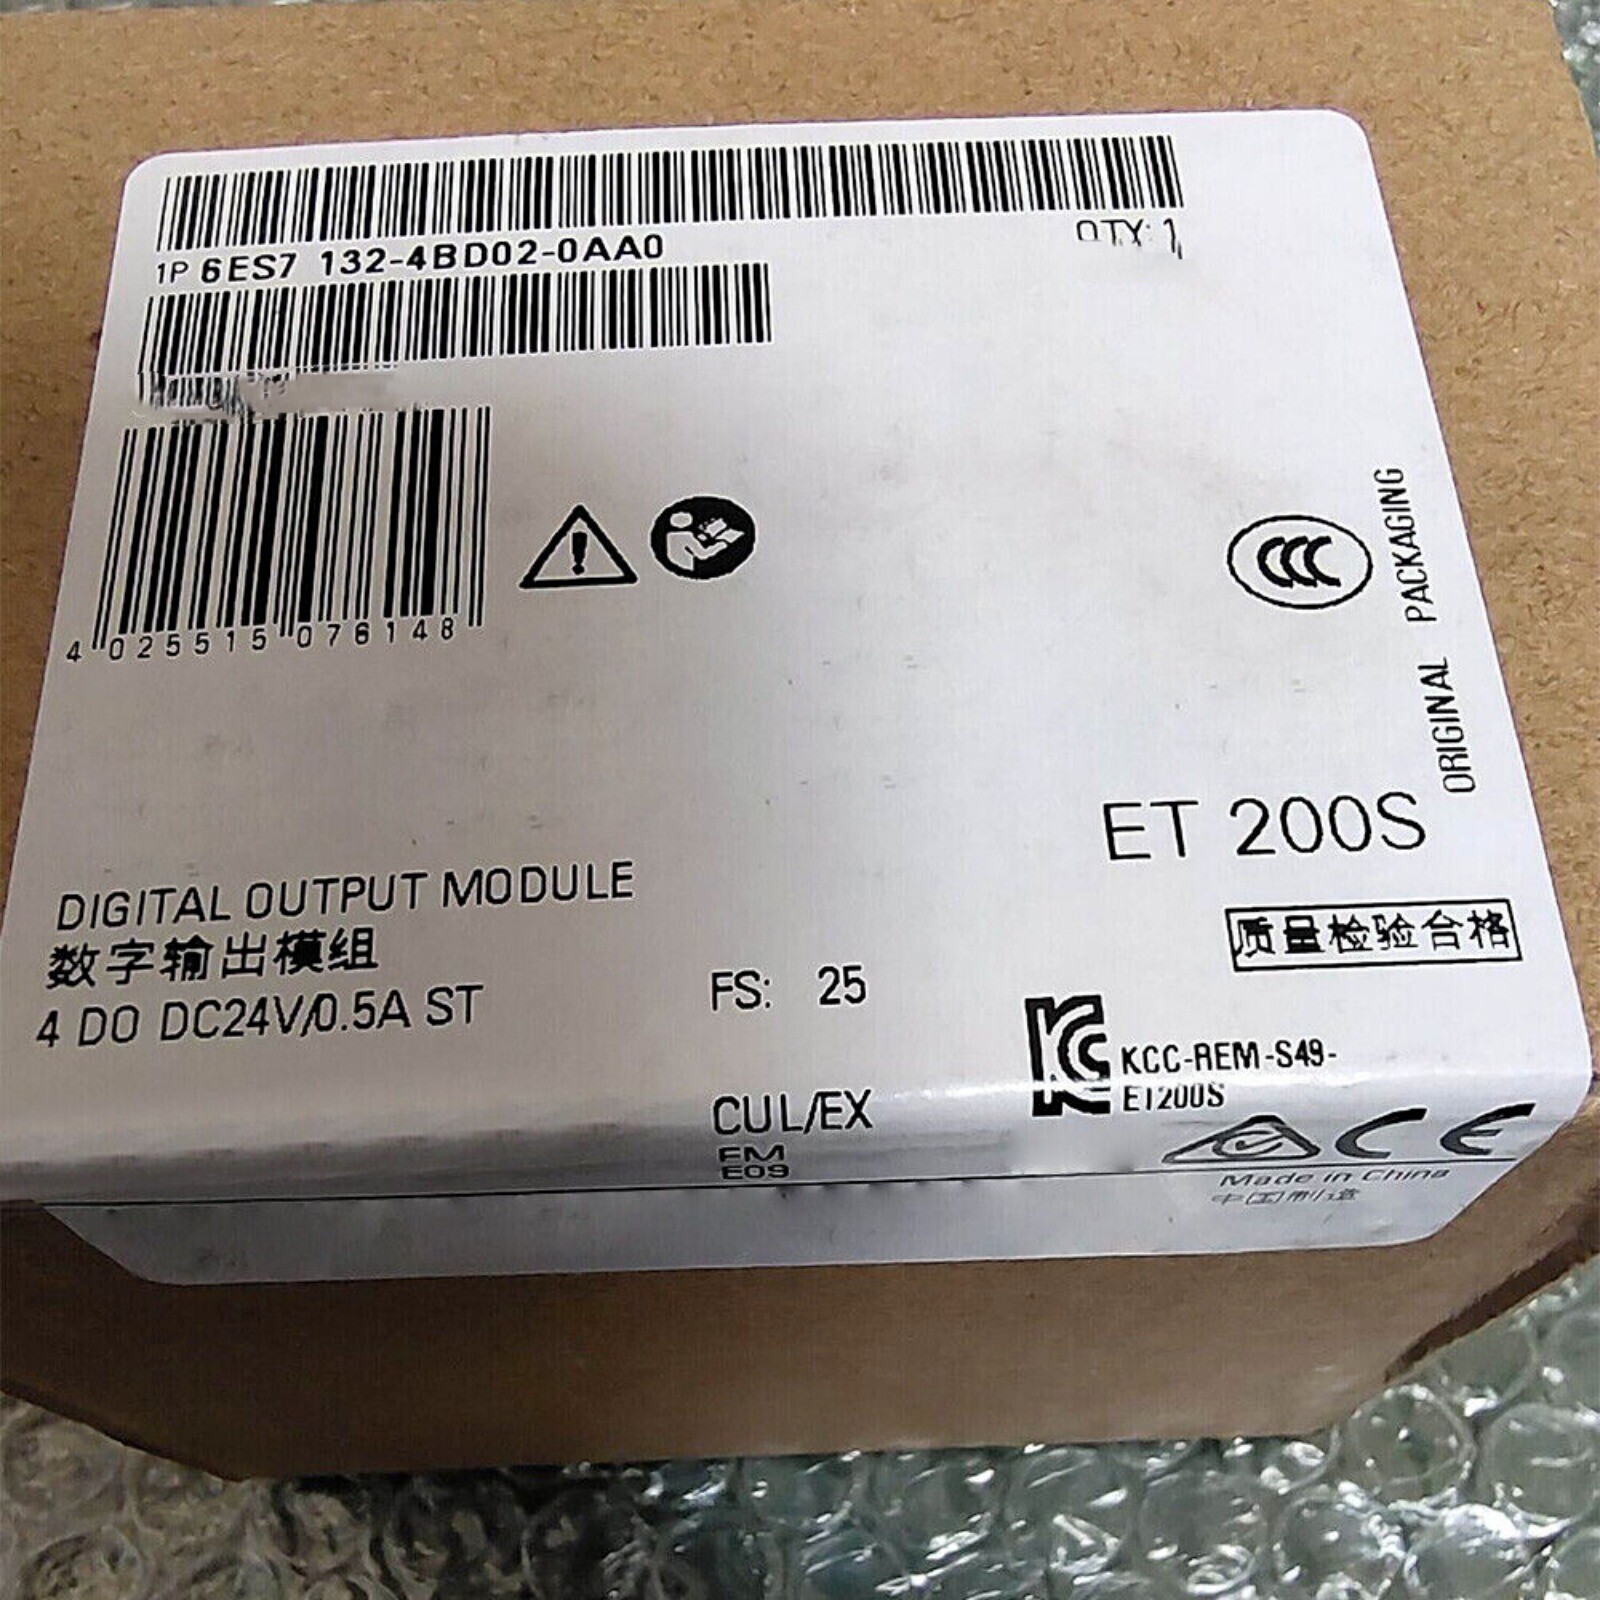 1P 6ES7 132-4BD02-0AA0
QTY: 1
4 025515 076148
CCC
ORIGINAL PACKAGING
ET 200S
DIGITAL OUTPUT MODULE
数字输出模组
4 DO DC24V/0.5A ST
FS: 25
质量检验合格
KCC-REM-S49-
ET200S
CUL/EX
FM
E09
CE
Made in China
中国制造